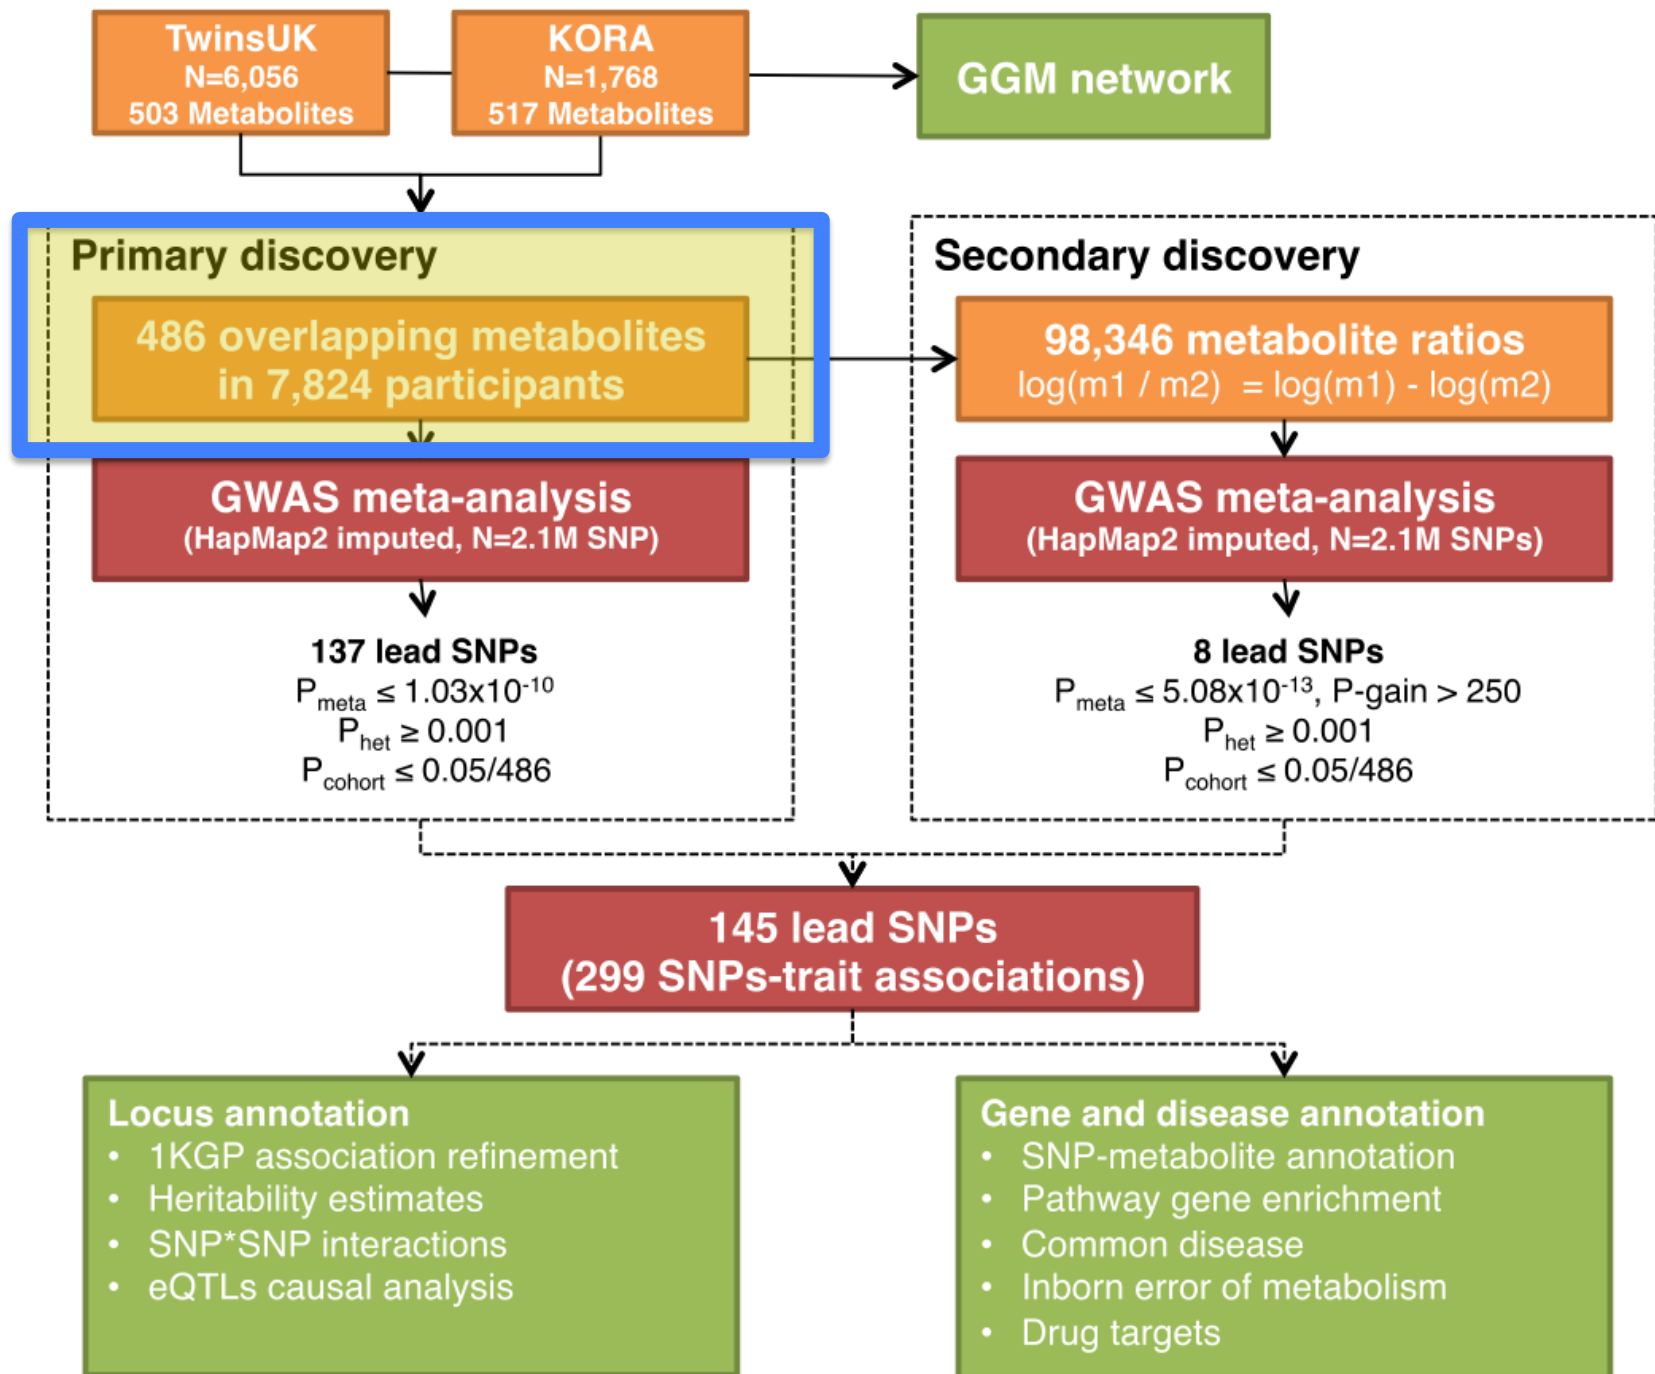 TwinsUK
N=6,056
503 Metabolites
KORA
N=1,768
517 Metabolites
GGM network
Primary discovery
486 overlapping metabolites
in 7,824 participants
GWAS meta-analysis
(HapMap2 imputed, N=2.1M SNP)
137 lead SNPs
Pmeta ≤ 1.03x10-10
Phet ≥ 0.001
Pcohort ≤ 0.05/486
Secondary discovery
98,346 metabolite ratios
log(m1 / m2) = log(m1) - log(m2)
GWAS meta-analysis
(HapMap2 imputed, N=2.1M SNPs)
8 lead SNPs
Pmeta ≤ 5.08x10-13, P-gain > 250
Phet ≥ 0.001
Pcohort ≤ 0.05/486
145 lead SNPs
(299 SNPs-trait associations)
Locus annotation
• 1KGP association refinement
• Heritability estimates
• SNP*SNP interactions
• eQTLs causal analysis
Gene and disease annotation
• SNP-metabolite annotation
• Pathway gene enrichment
• Common disease
• Inborn error of metabolism
• Drug targets